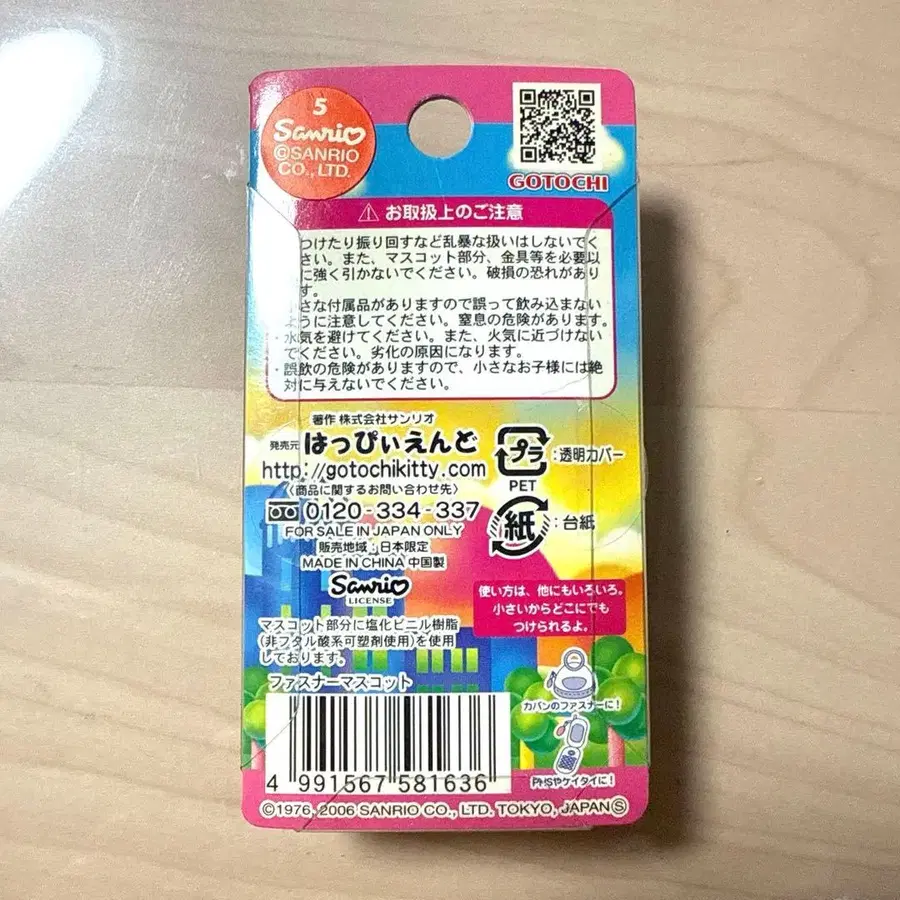 5
Sanrio
©SANRIO
CO., LTD.
GOTOCHI
⚠ お取扱上のご注意
つけたり振り回すなど乱暴な扱いはしないでく
さい。また、マスコット部分、金具等を必要以
に強く引かないでください。破損の恐れがあり
す。
小さな付属品がありますので誤って飲み込まない
ように注意してください。窒息の危険があります。
・水気を避けてください。また、火気に近づけない
でください。劣化の原因になります。
・誤飲の危険がありますので、小さなお子様には絶
対に与えないでください。
著作 株式会社サンリオ
発売元 はっぴぃえんど
http://gotochikitty.com
〈商品に関するお問い合わせ先〉
0120-334-337
FOR SALE IN JAPAN ONLY
販売地域：日本限定
MADE IN CHINA 中国製
Sanrio
LICENSE
プラ :透明カバー
PET
紙 :台紙
使い方は、他にもいろいろ。
小さいからどこにでも
つけられるよ。
マスコット部分に塩化ビニル樹脂
(非フタル酸系可塑剤使用)を使用
しております。
ファスナーマスコット
カバンのファスナーに！
PHSやケイタイに！
4 991567 581636
©1976, 2006 SANRIO CO., LTD. TOKYO, JAPAN Ⓢ